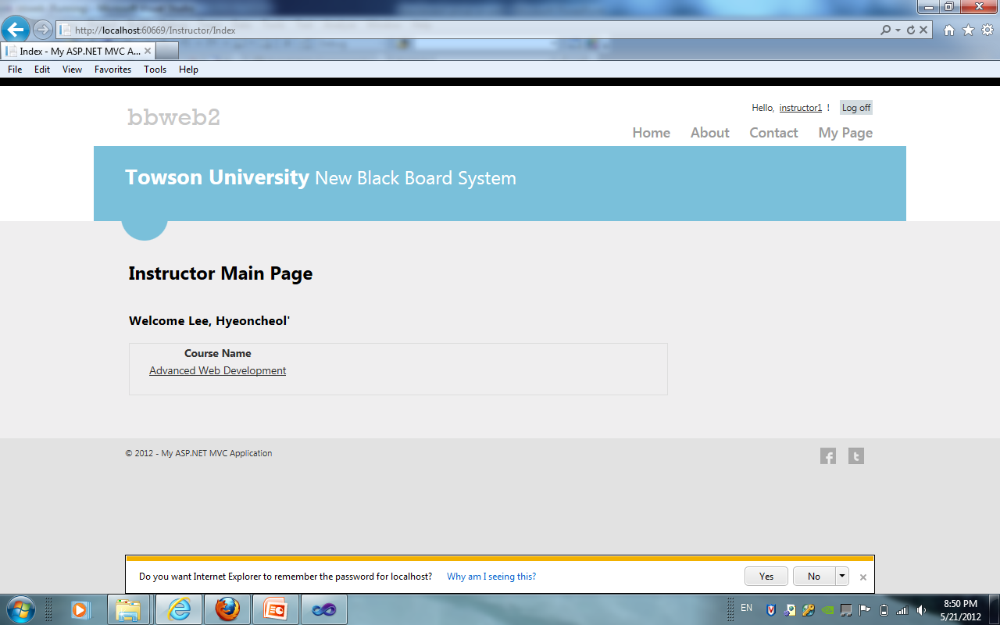 http://localhost:60669/Instructor/Index
Index - My ASP.NET MVC A...
File Edit View Favorites Tools Help
bbweb2
Hello, instructor1 ! Log off
Home About Contact My Page
Towson University New Black Board System
Instructor Main Page
Welcome Lee, Hyeoncheol'
Course Name
Advanced Web Development
© 2012 - My ASP.NET MVC Application
Do you want Internet Explorer to remember the password for localhost? Why am I seeing this? Yes No
EN
8:50 PM
5/21/2012